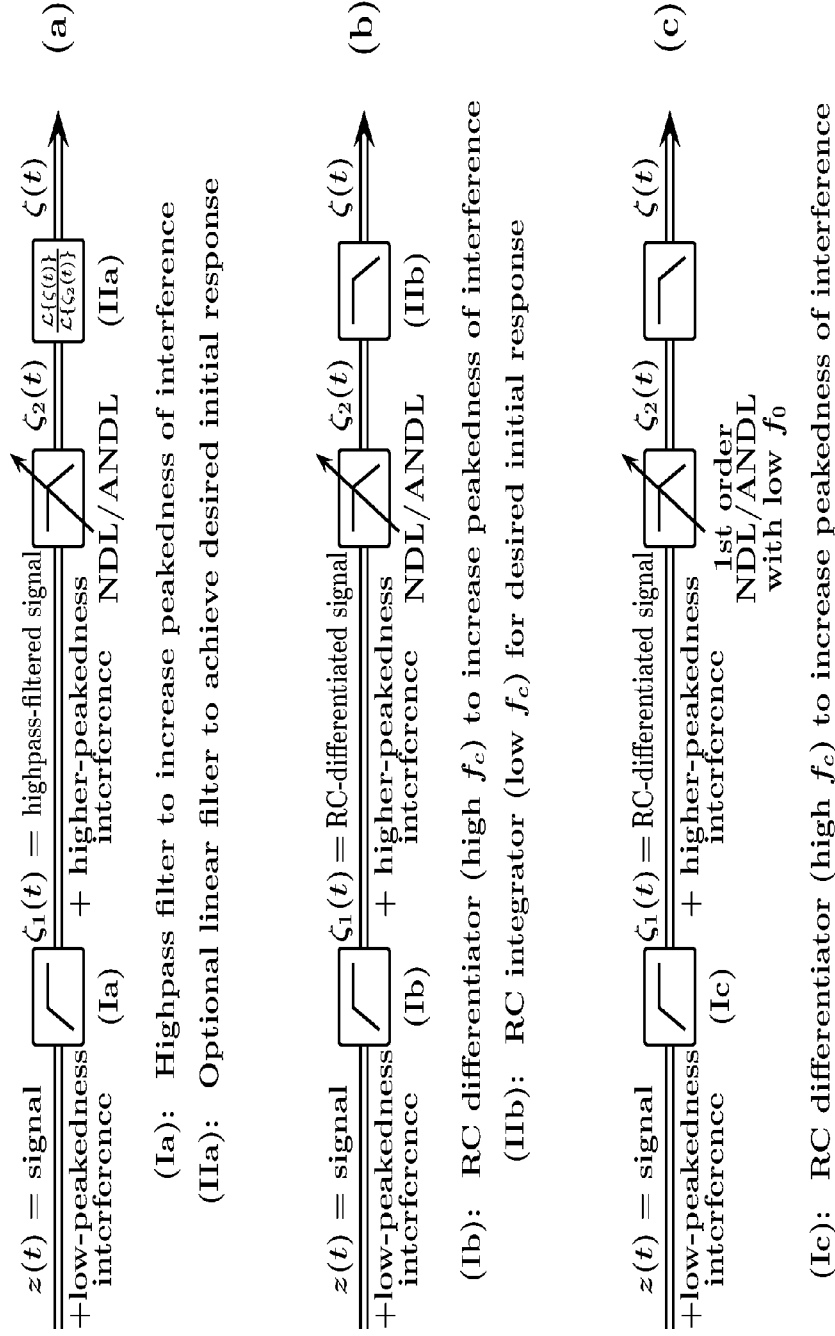 z(t) = signal
+low-peakedness
interference
(Ia)
ζ₁(t) = highpass-filtered signal
+ higher-peakedness
interference
NDL/ANDL
ζ₂(t)
ℒ{ζ(t)}
ℒ{ζ₂(t)}
(IIa)
ζ(t)
(a)
(Ia): Highpass filter to increase peakedness of interference
(IIa): Optional linear filter to achieve desired initial response
z(t) = signal
+low-peakedness
interference
(Ib)
ζ₁(t) = RC-differentiated signal
+ higher-peakedness
interference
NDL/ANDL
ζ₂(t)
(IIb)
ζ(t)
(b)
(Ib): RC differentiator (high f_c) to increase peakedness of interference
(IIb): RC integrator (low f_c) for desired initial response
z(t) = signal
+low-peakedness
interference
(Ic)
ζ₁(t) = RC-differentiated signal
+ higher-peakedness
interference
1st order
NDL/ANDL
with low f₀
ζ₂(t)
ζ(t)
(c)
(Ic): RC differentiator (high f_c) to increase peakedness of interference